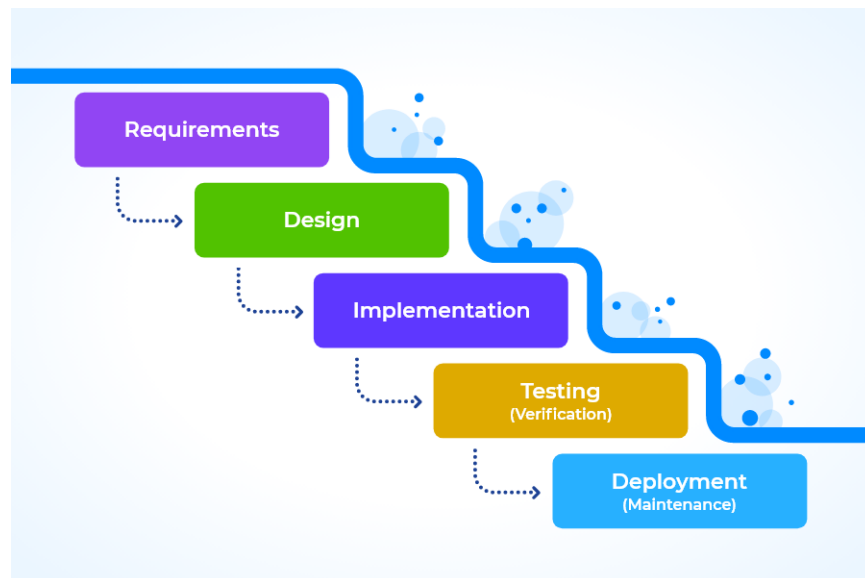 Requirements
Design
Implementation
Testing
(Verification)
Deployment
(Maintenance)